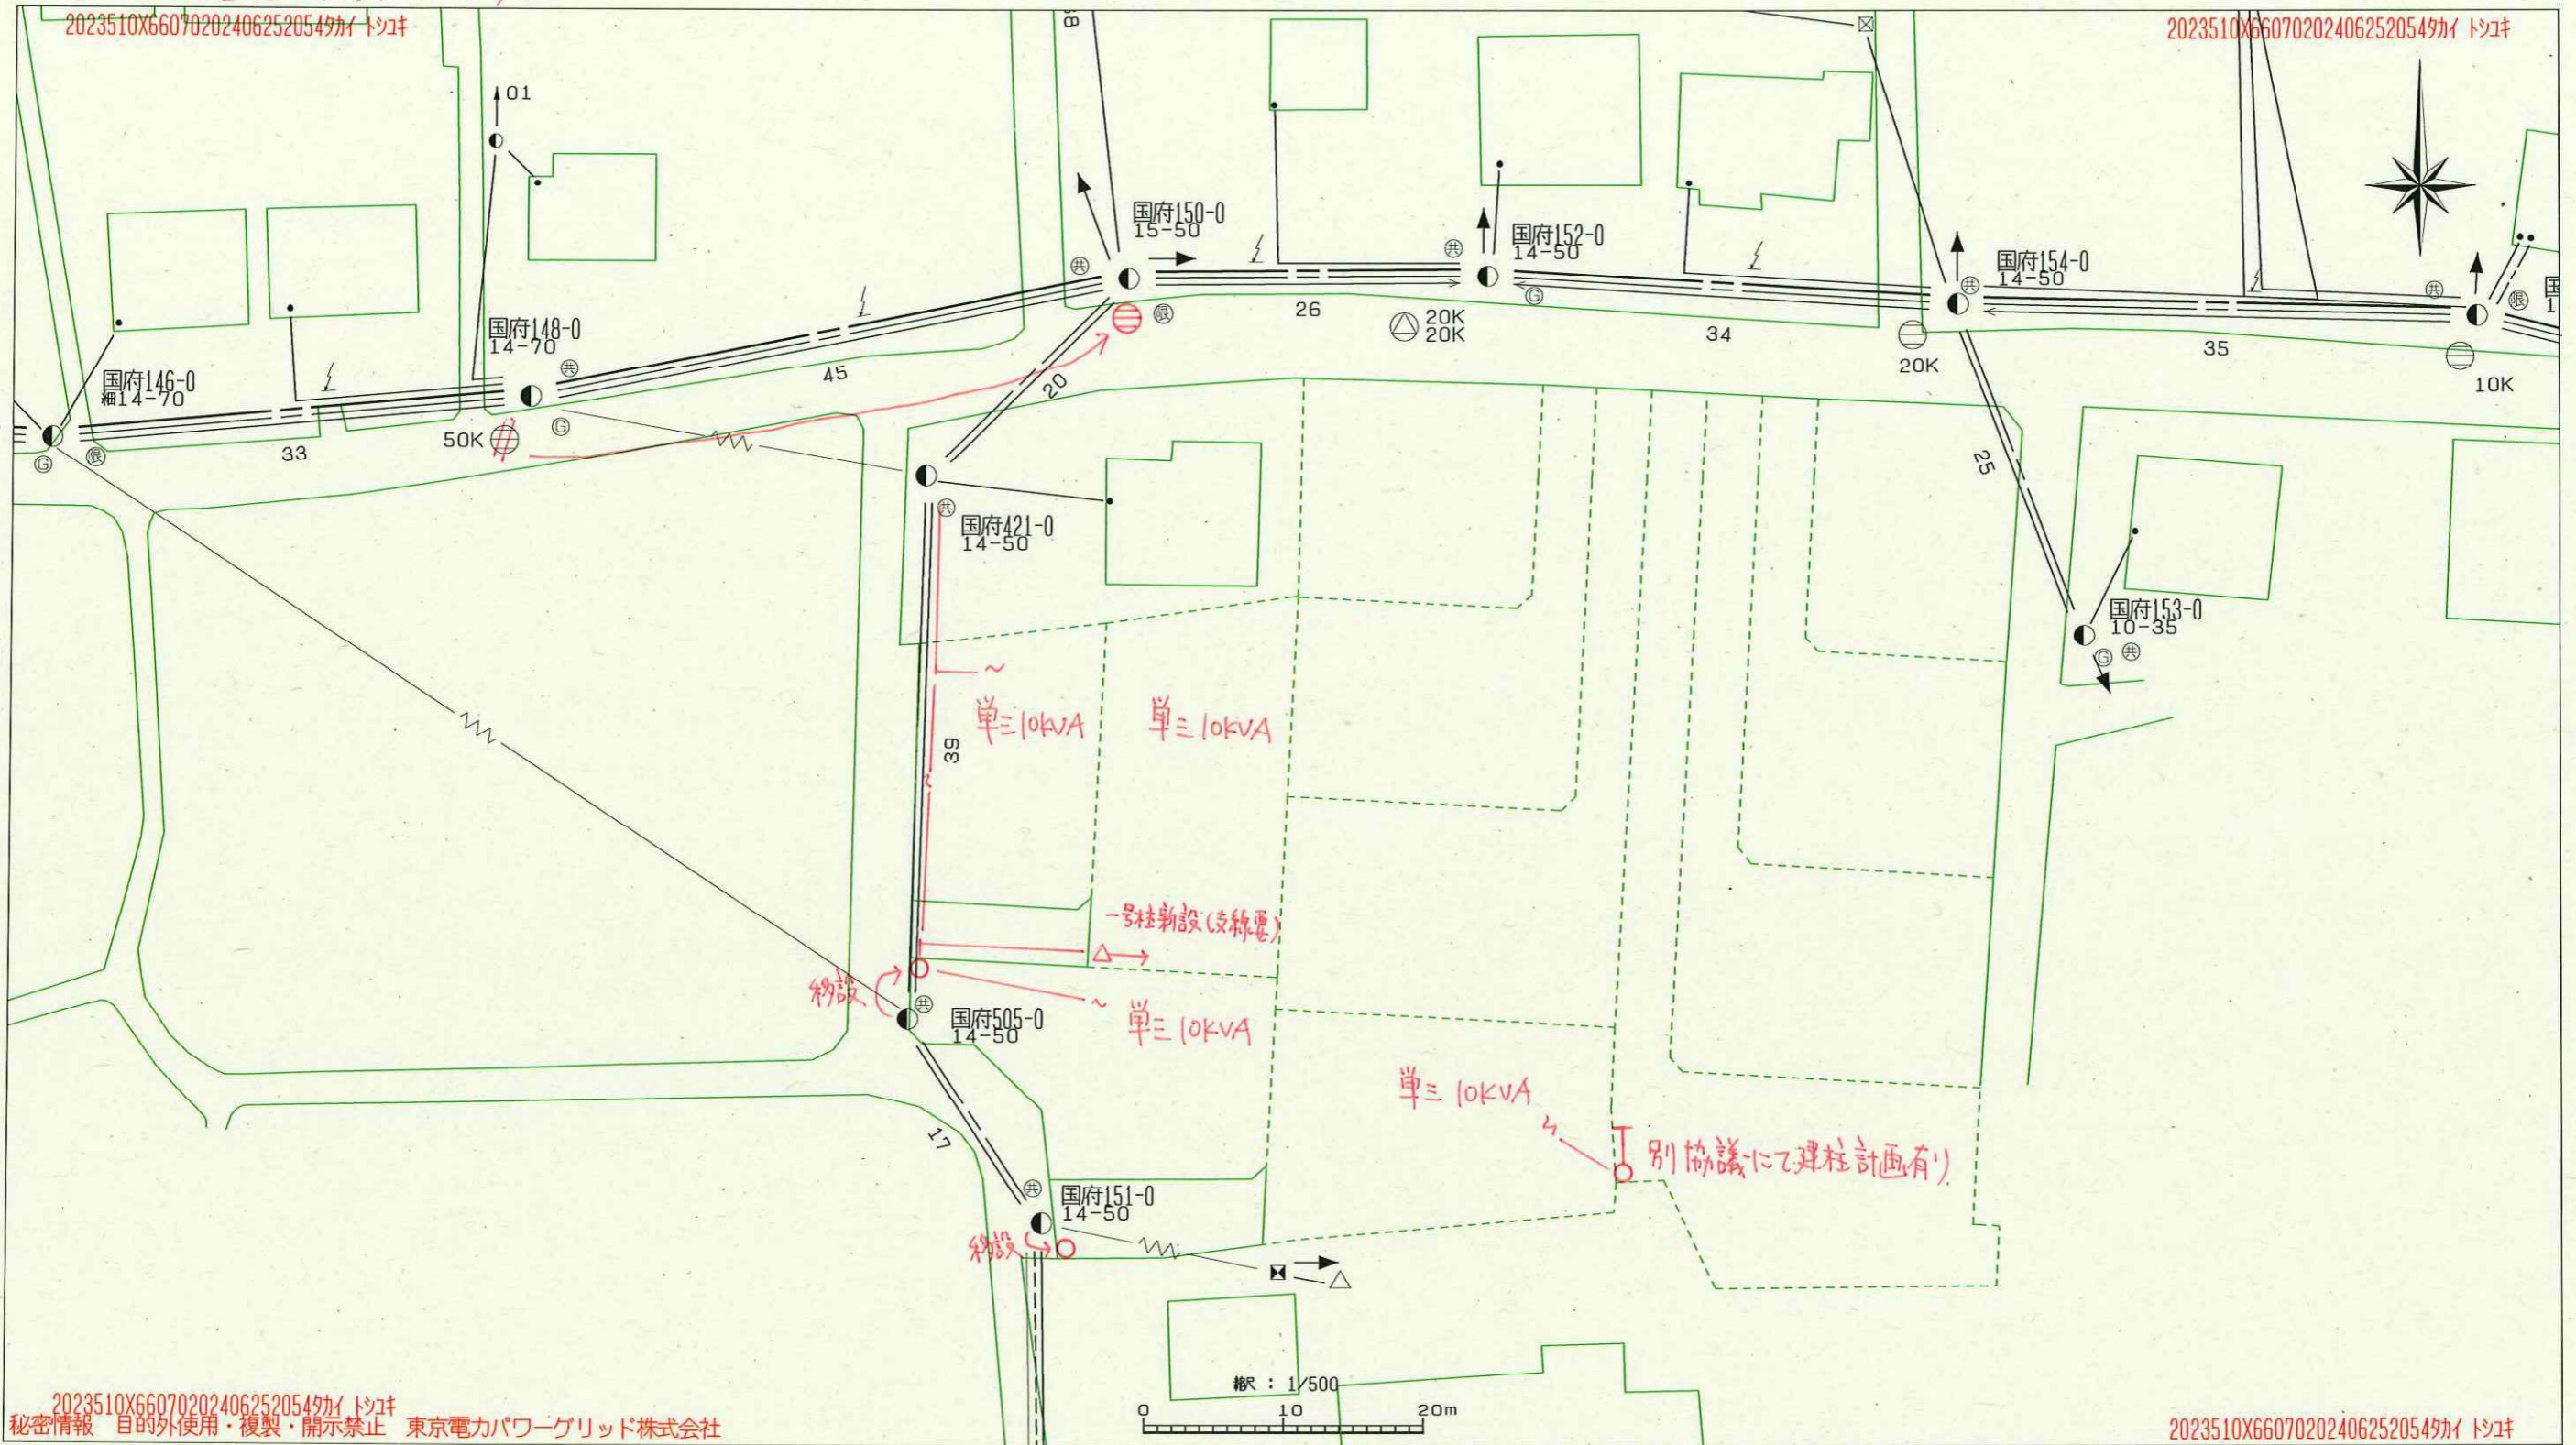 2023510X66070202406252054タカイ トシユキ
2023510X66070202406252054タカイ トシユキ
01
国府150-0
15-50
共
国府152-0
14-50
共
国府154-0
14-50
共
国府148-0
14-70
共
国府146-0
細14-70
限
G
26
20K
20K
34
20K
35
10K
共
限
45
20
33
50K
G
G
限
国府421-0
14-50
共
25
国府153-0
10-35
G 共
単三10kVA
単三10kVA
39
一号柱新設(支線要)
移設
共
国府505-0
14-50
単三10KVA
単三 10KVA
別協議にて建柱計画有り
17
共
国府151-0
14-50
移設
縮尺 : 1/500
0 10 20m
2023510X66070202406252054タカイ トシユキ
秘密情報 目的外使用・複製・開示禁止 東京電力パワーグリッド株式会社
2023510X66070202406252054タカイ トシユキ